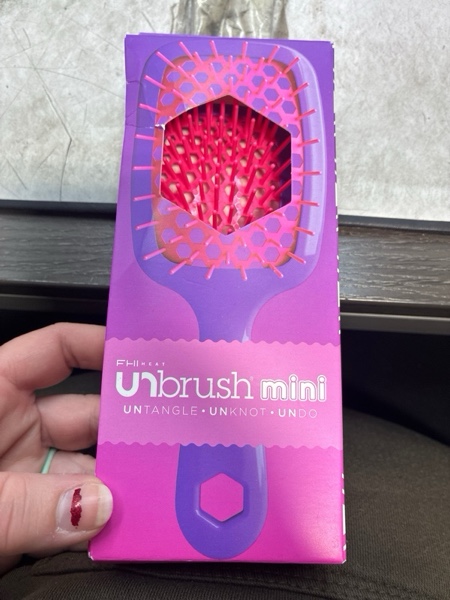 FHI HEAT
unbrush® mini
UNTANGLE • UNKNOT • UNDO